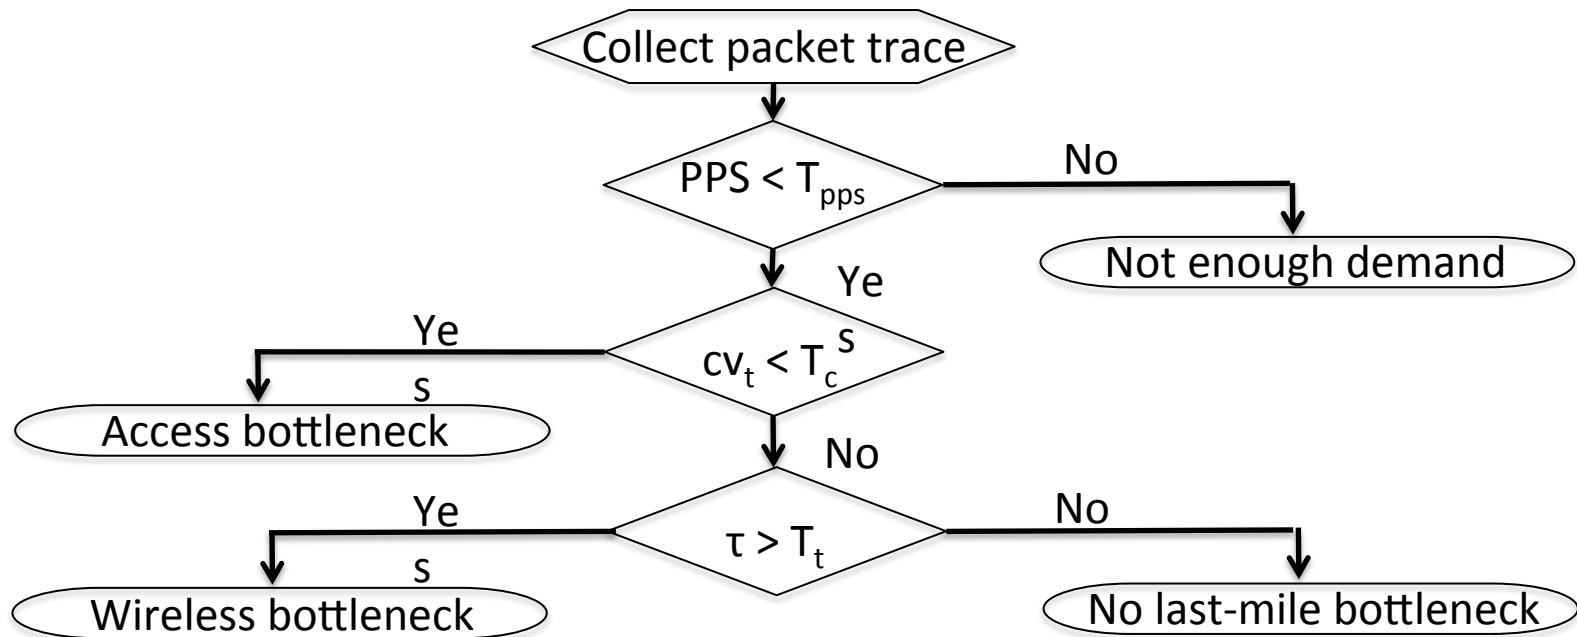 Collect packet trace
No
PPS < Tpps
Not enough demand
Ye
s
Ye
s
cvt < Tc
Access bottleneck
No
Ye
s
No
τ > Tt
Wireless bottleneck
No last-mile bottleneck